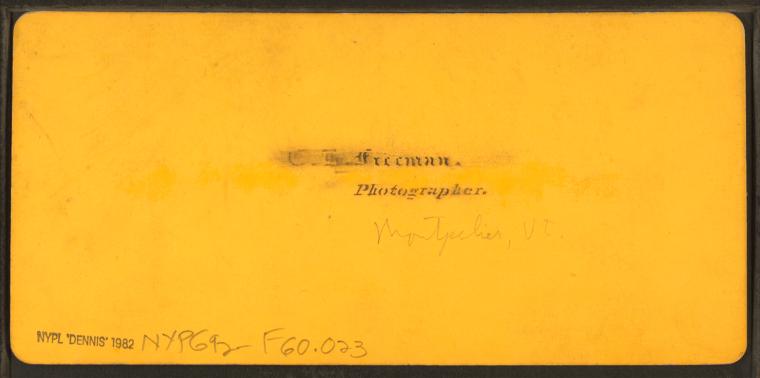 Freeman.
Photographer.
Montpelier, VT.
NYPL 'DENNIS' 1982 NYPG92- F60.023